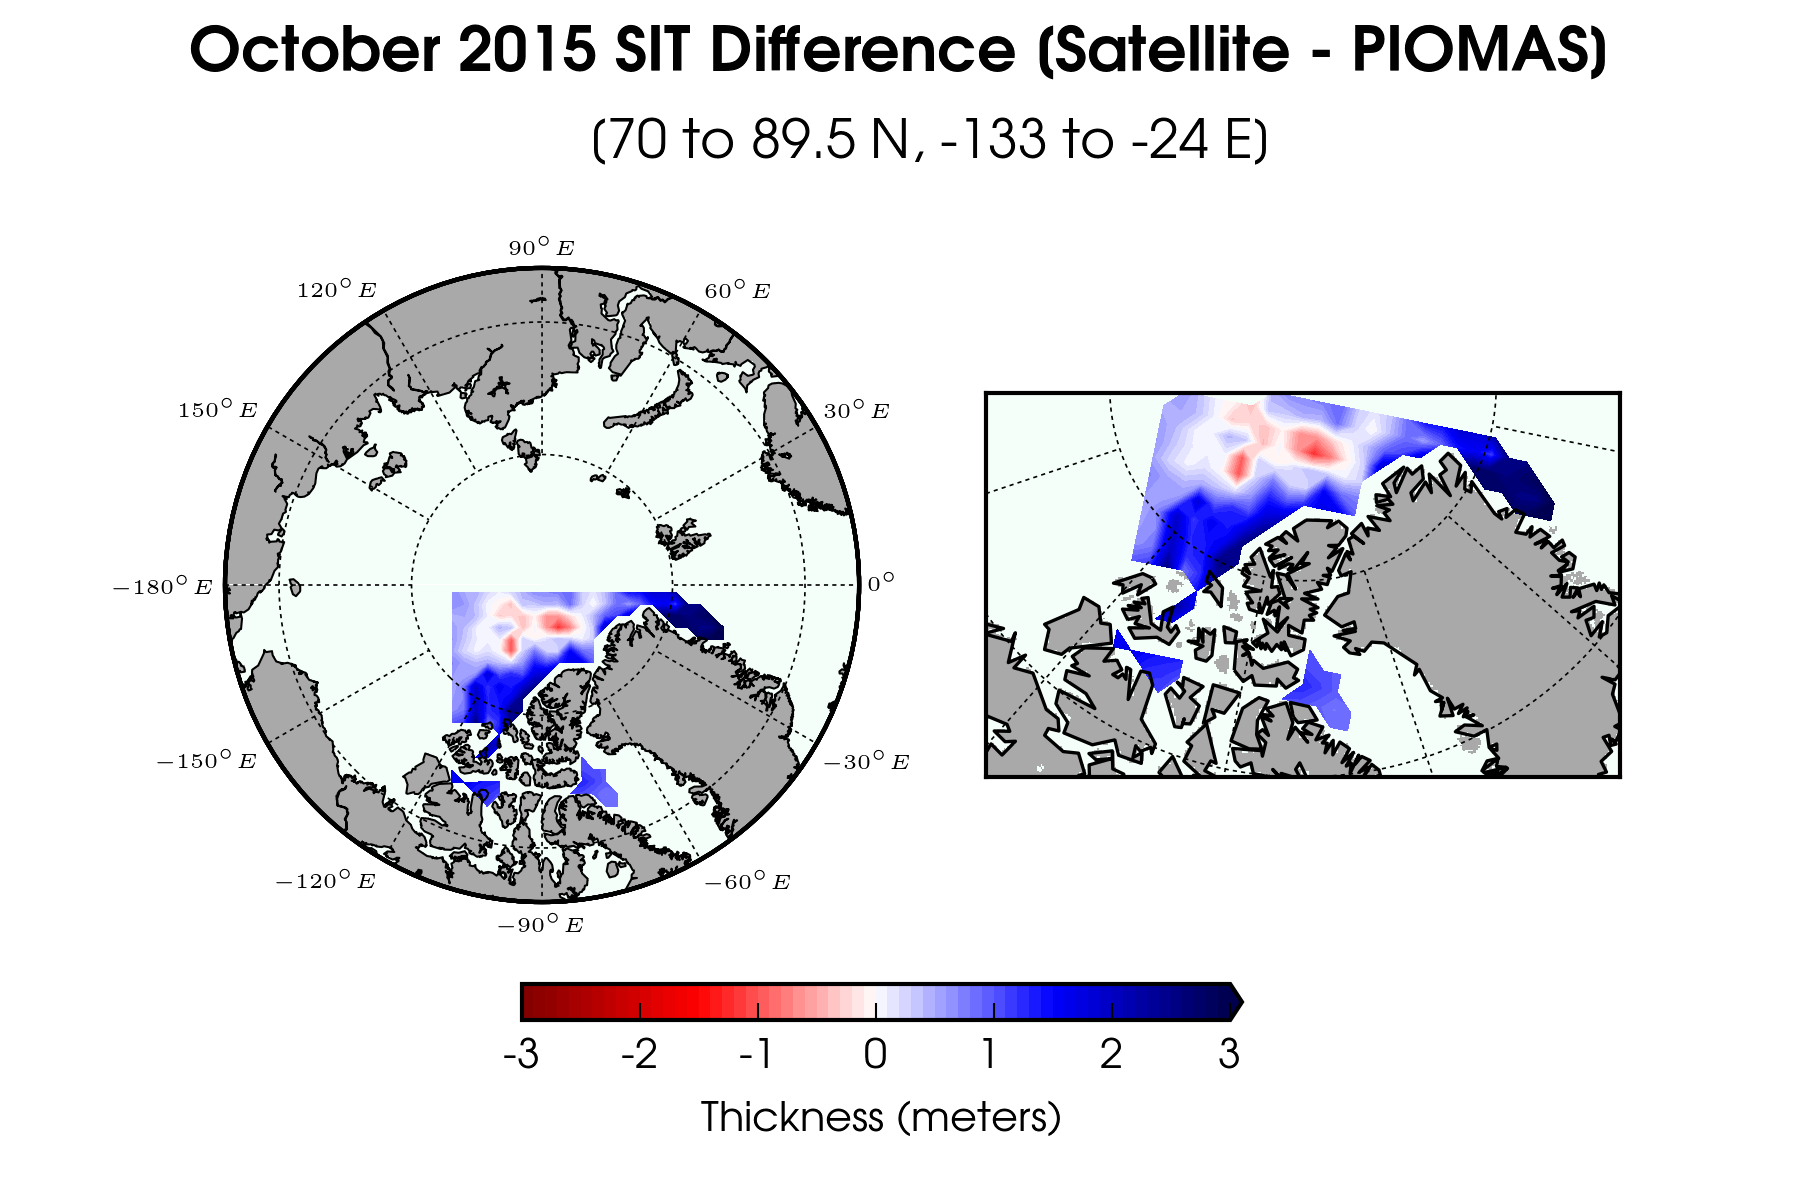 October 2015 SIT Difference (Satellite - PIOMAS)
(70 to 89.5 N, -133 to -24 E)
90° E
120° E
60° E
150° E
30° E
−180° E
0°
−150° E
−30° E
−120° E
−60° E
−90° E
-3 -2 -1 0 1 2 3
Thickness (meters)